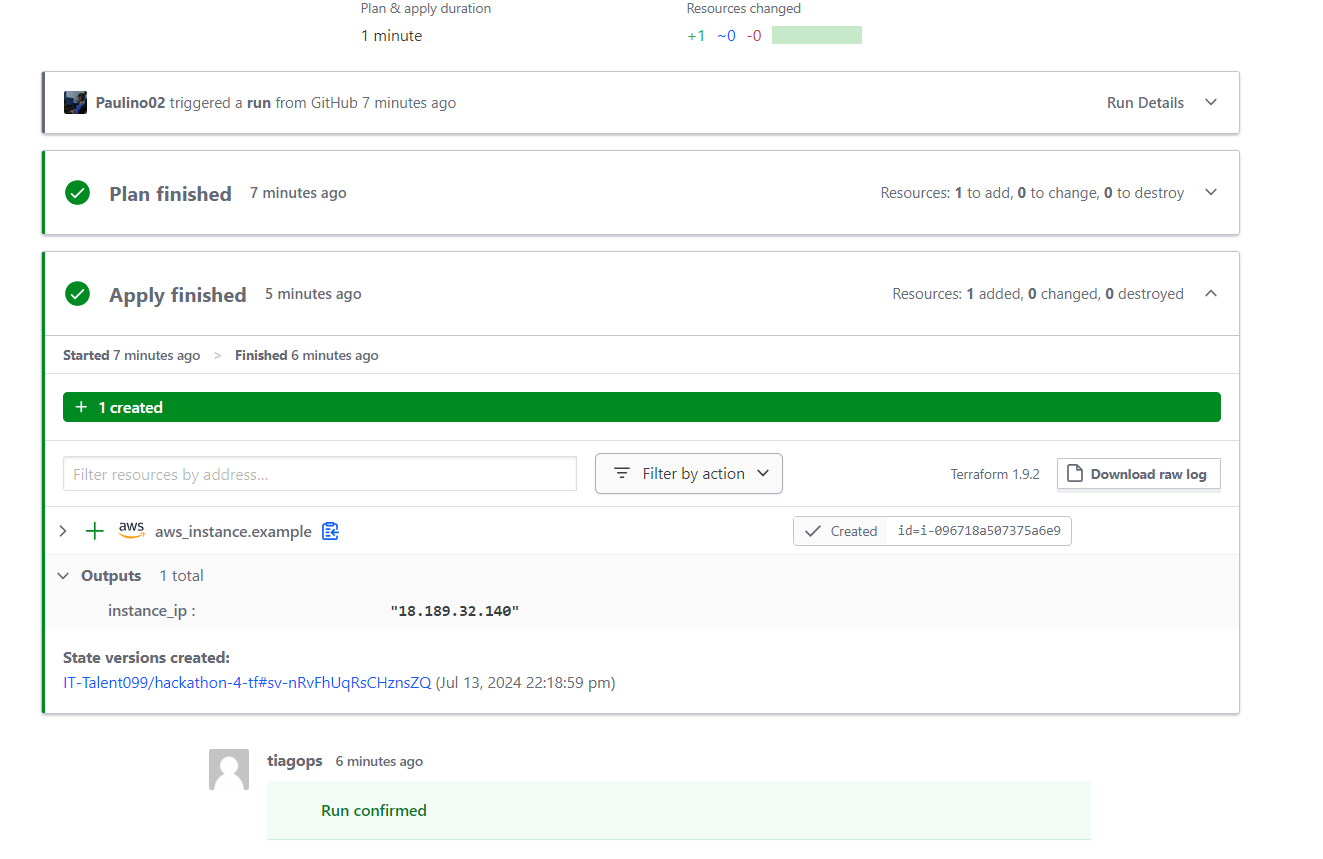 Plan & apply duration Resources changed
1 minute +1 ~0 -0
Paulino02 triggered a run from GitHub 7 minutes ago Run Details
Plan finished 7 minutes ago Resources: 1 to add, 0 to change, 0 to destroy
Apply finished 5 minutes ago Resources: 1 added, 0 changed, 0 destroyed
Started 7 minutes ago > Finished 6 minutes ago
+ 1 created
Filter resources by address... Filter by action Terraform 1.9.2 Download raw log
aws aws_instance.example Created id=i-096718a507375a6e9
Outputs 1 total
instance_ip : "18.189.32.140"
State versions created:
IT-Talent099/hackathon-4-tf#sv-nRvFhUqRsCHznsZQ (Jul 13, 2024 22:18:59 pm)
tiagops 6 minutes ago
Run confirmed